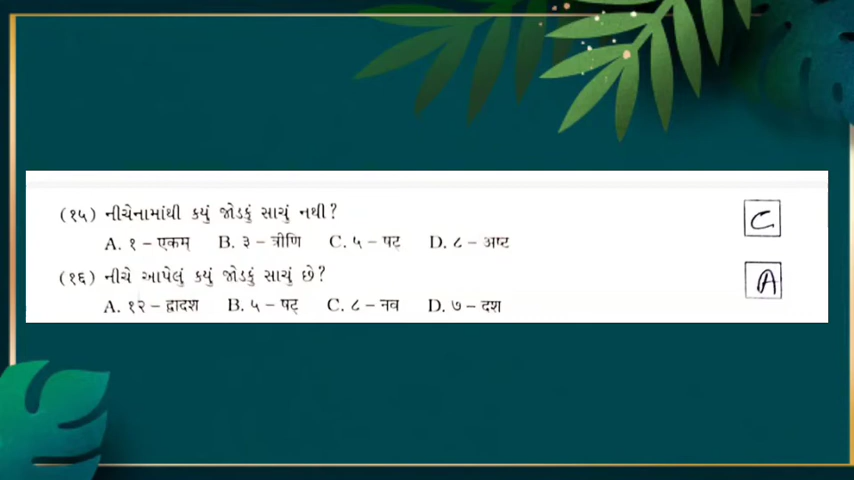 (૧૫) નીચેનામાંથી કયું જોડકું સાચું નથી? C
A. ૧ – एकम् B. ૩ – त्रीणि C. ૫ – षट् D. ૮ – अष्ट
(૧૬) નીચે આપેલું કયું જોડકું સાચું છે? A
A. ૧૨ – द्वादश B. ૫ – षट् C. ૮ – नव D. ૭ – दश